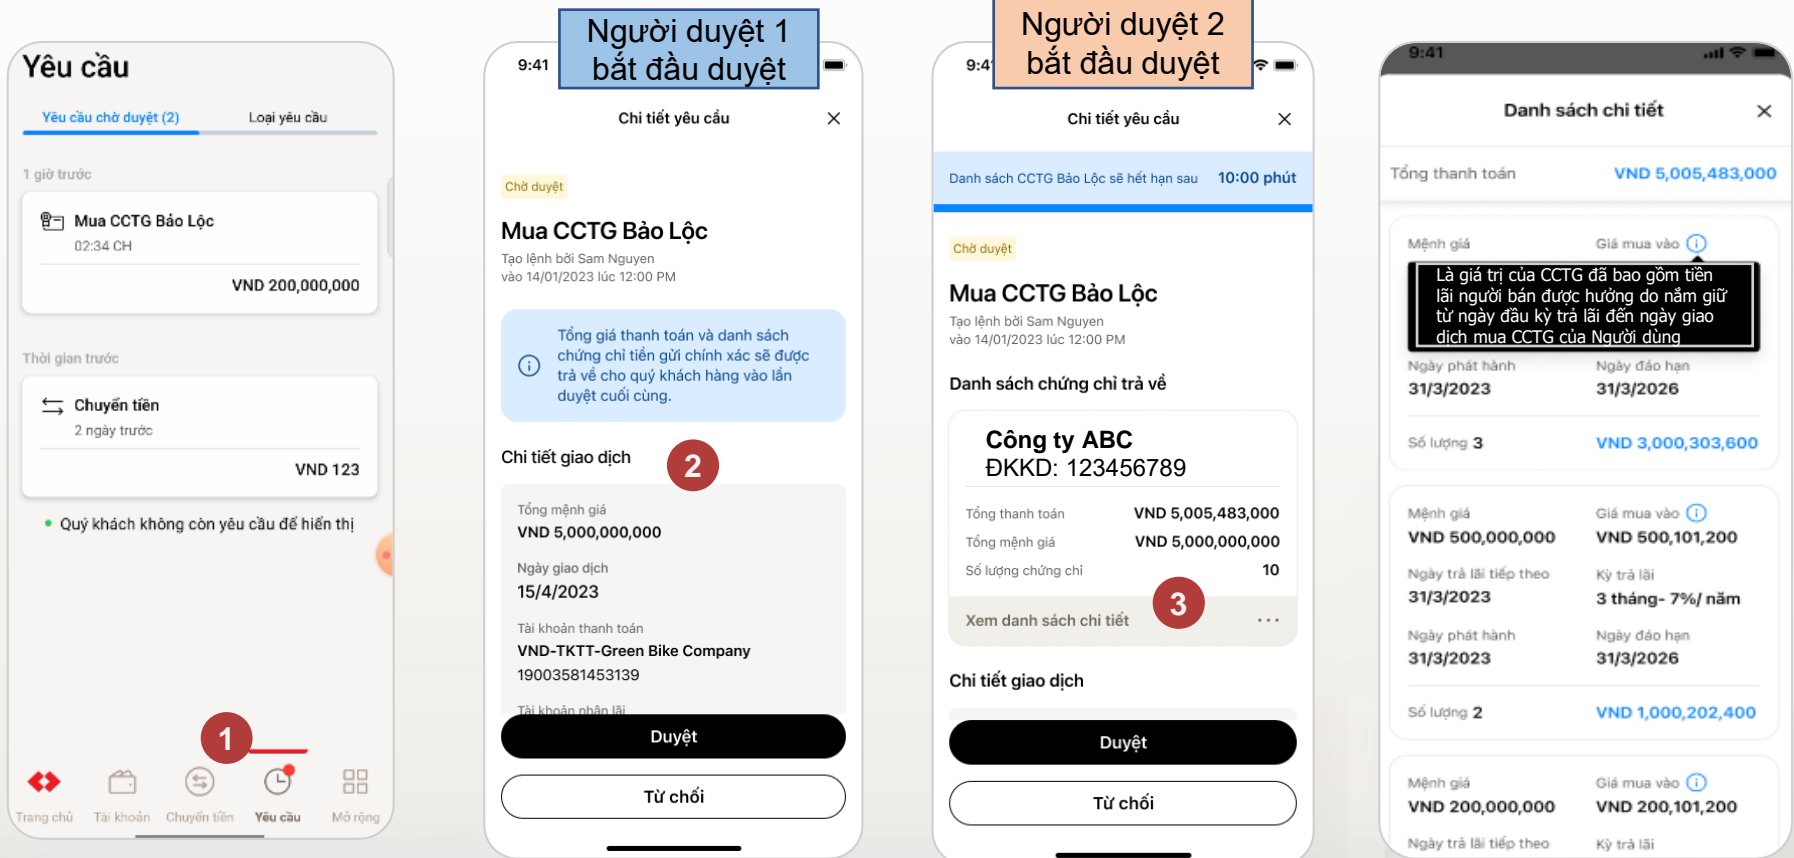 Yêu cầu
Yêu cầu chờ duyệt (2)
Loại yêu cầu
1 giờ trước
Mua CCTG Bảo Lộc
02:34 CH
VND 200,000,000
Thời gian trước
Chuyển tiền
2 ngày trước
VND 123
Quý khách không còn yêu cầu để hiển thị
1
Trang chủ
Tài khoản
Chuyển tiền
Yêu cầu
Mở rộng
Người duyệt 1
bắt đầu duyệt
9:41
Chi tiết yêu cầu
Chờ duyệt
Mua CCTG Bảo Lộc
Tạo lệnh bởi Sam Nguyen
vào 14/01/2023 lúc 12:00 PM
Tổng giá thanh toán và danh sách
chứng chỉ tiền gửi chính xác sẽ được
trả về cho quý khách hàng vào lần
duyệt cuối cùng.
Chi tiết giao dịch
2
Tổng mệnh giá
VND 5,000,000,000
Ngày giao dịch
15/4/2023
Tài khoản thanh toán
VND-TKTT-Green Bike Company
19003581453139
Tài khoản nhận lãi
Duyệt
Từ chối
Người duyệt 2
bắt đầu duyệt
9:41
Chi tiết yêu cầu
Danh sách CCTG Bảo Lộc sẽ hết hạn sau 10:00 phút
Chờ duyệt
Mua CCTG Bảo Lộc
Tạo lệnh bởi Sam Nguyen
vào 14/01/2023 lúc 12:00 PM
Danh sách chứng chỉ trả về
Công ty ABC
ĐKKD: 123456789
Tổng thanh toán VND 5,005,483,000
Tổng mệnh giá VND 5,000,000,000
Số lượng chứng chỉ 10
3
Xem danh sách chi tiết
Chi tiết giao dịch
Duyệt
Từ chối
9:41
Danh sách chi tiết
Tổng thanh toán VND 5,005,483,000
Mệnh giá Giá mua vào
Là giá trị của CCTG đã bao gồm tiền
lãi người bán được hưởng do nắm giữ
từ ngày đầu kỳ trả lãi đến ngày giao
dịch mua CCTG của Người dùng
Ngày phát hành Ngày đáo hạn
31/3/2023 31/3/2026
Số lượng 3 VND 3,000,303,600
Mệnh giá Giá mua vào
VND 500,000,000 VND 500,101,200
Ngày trả lãi tiếp theo Kỳ trả lãi
31/3/2023 3 tháng- 7%/ năm
Ngày phát hành Ngày đáo hạn
31/3/2023 31/3/2026
Số lượng 2 VND 1,000,202,400
Mệnh giá Giá mua vào
VND 200,000,000 VND 200,101,200
Ngày trả lãi tiếp theo Kỳ trả lãi